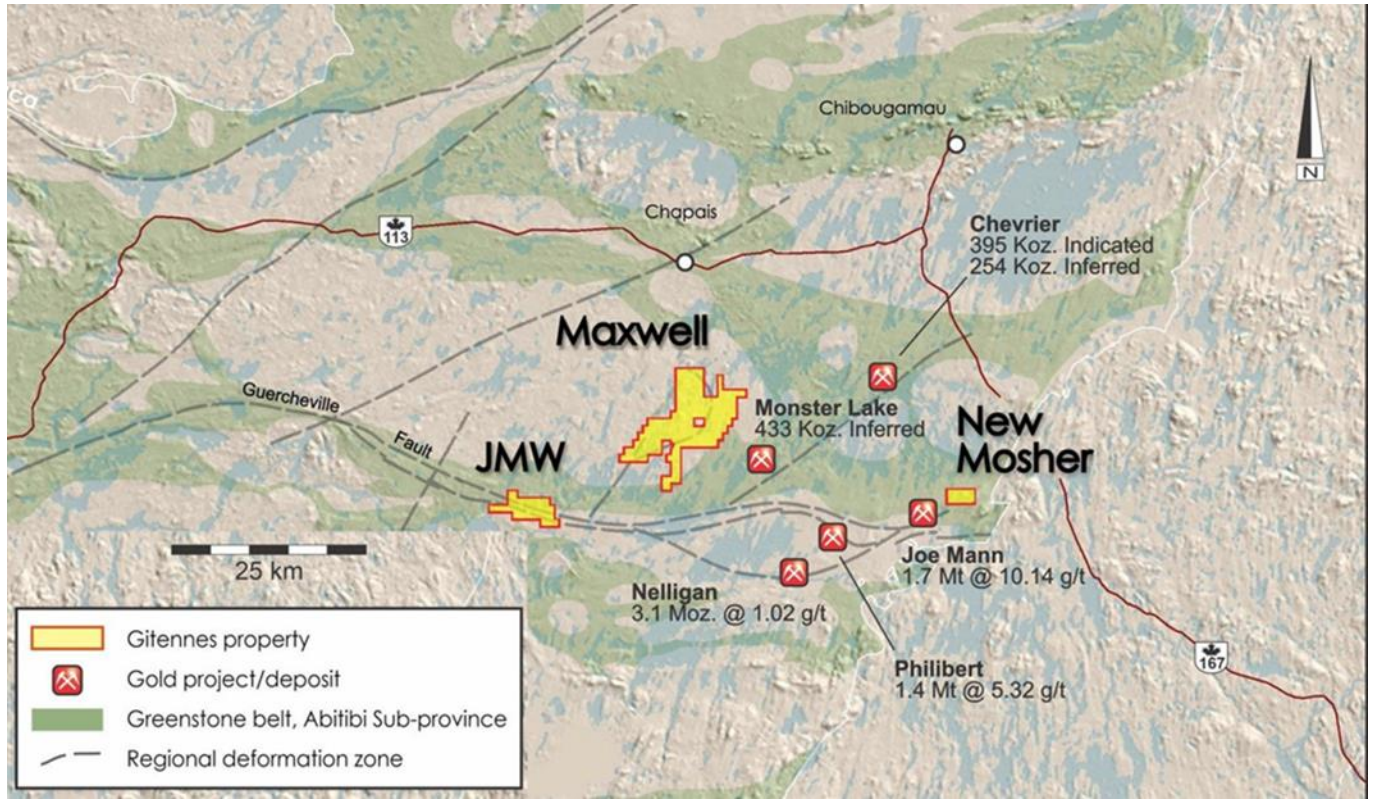 co
Chibougamau
N
113
Chapais
Chevrier
395 Koz. Indicated
254 Koz. Inferred
Maxwell
Guercheville
Fault
Monster Lake
433 Koz. Inferred
New
Mosher
JMW
25 km
Joe Mann
1.7 Mt @ 10.14 g/t
Nelligan
3.1 Moz. @ 1.02 g/t
Philibert
1.4 Mt @ 5.32 g/t
167
Gitennes property
Gold project/deposit
Greenstone belt, Abitibi Sub-province
Regional deformation zone